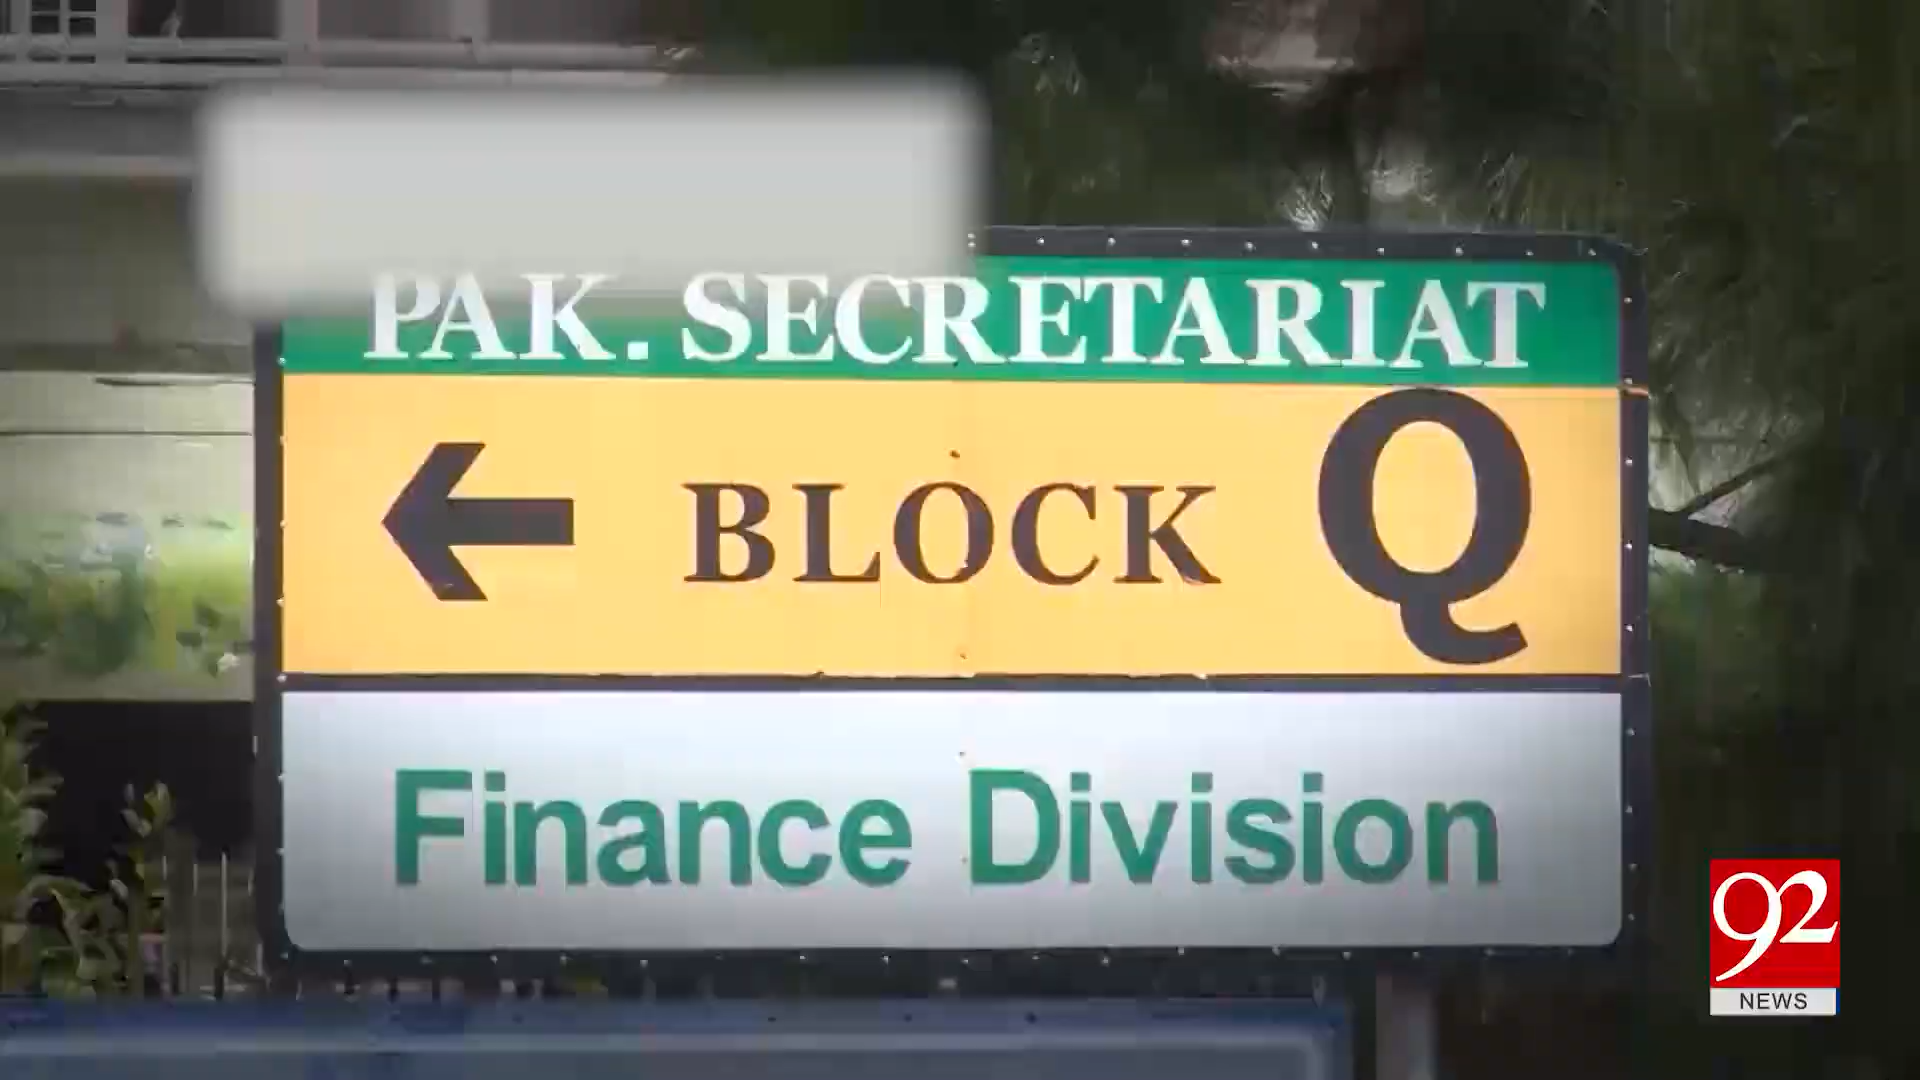 PAK. SECRETARIAT
BLOCK Q
Finance Division
92
NEWS